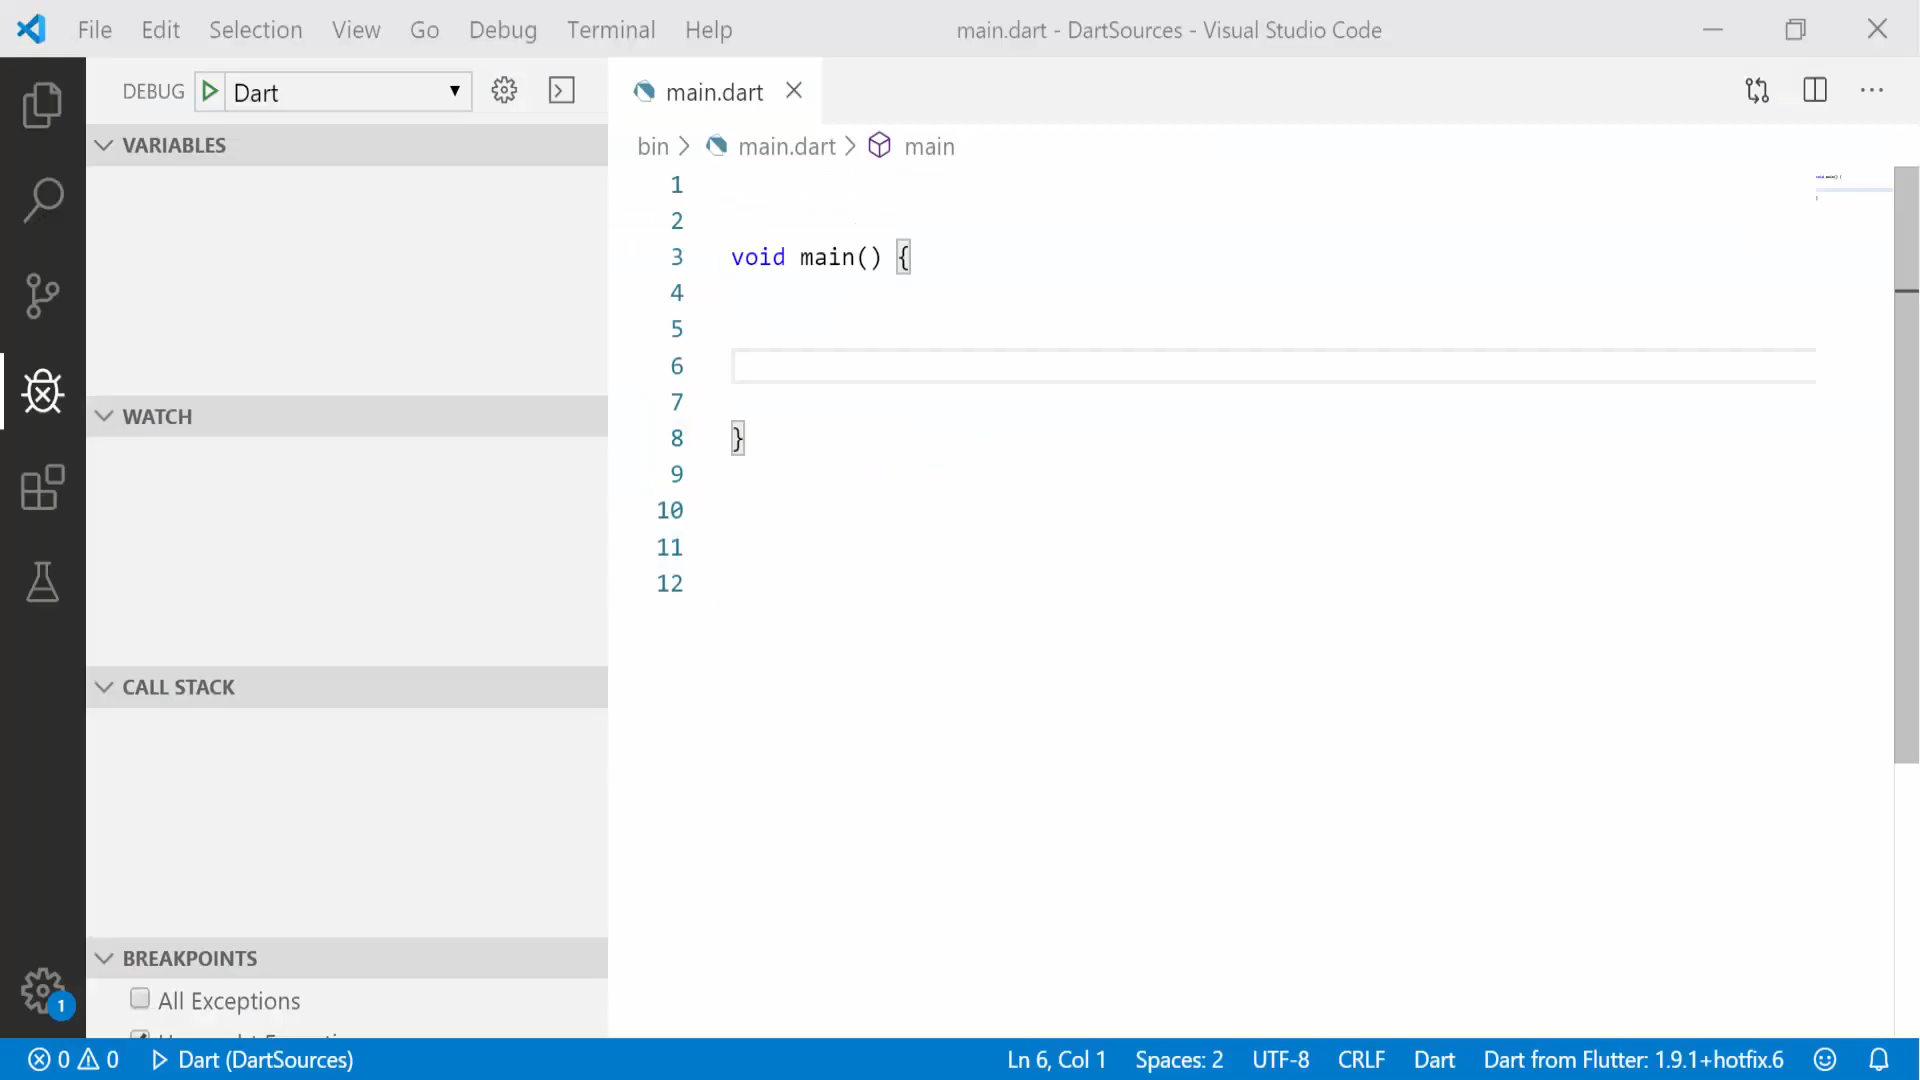 File Edit Selection View Go Debug Terminal Help main.dart - DartSources - Visual Studio Code
DEBUG Dart
main.dart
VARIABLES
bin > main.dart > main
1
2
3 void main() {
4
5
6
7
8 }
9
10
11
12
WATCH
CALL STACK
BREAKPOINTS
All Exceptions
1
0 0 Dart (DartSources) Ln 6, Col 1 Spaces: 2 UTF-8 CRLF Dart Dart from Flutter: 1.9.1+hotfix.6